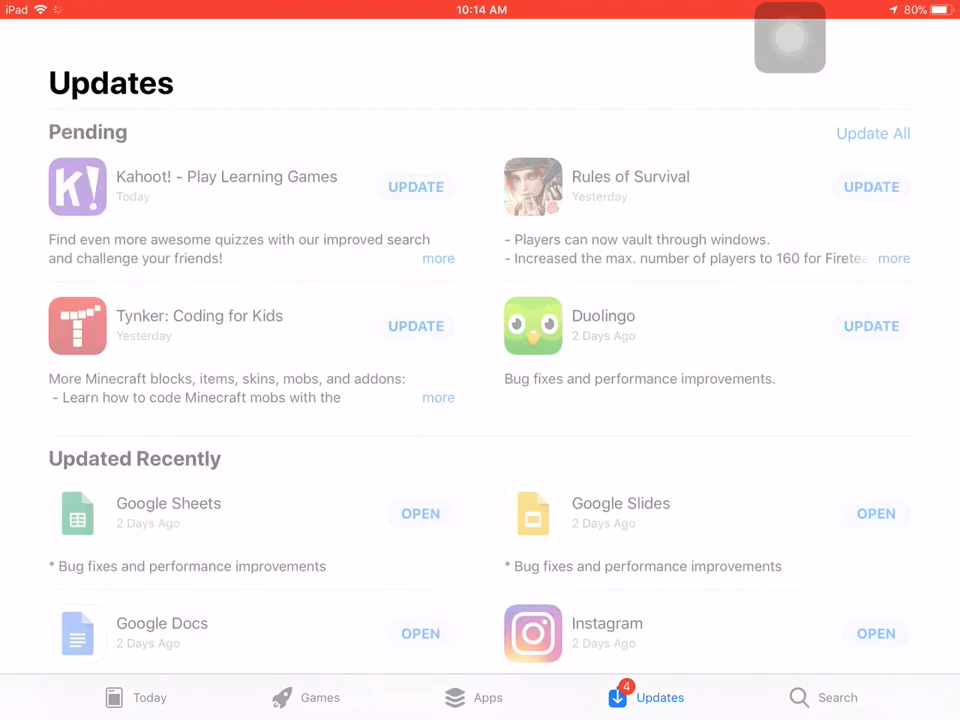 iPad 10:14 AM 80%
Updates
Pending Update All
Kahoot! - Play Learning Games
Today
UPDATE
Find even more awesome quizzes with our improved search
and challenge your friends! more
Rules of Survival
Yesterday
UPDATE
- Players can now vault through windows.
- Increased the max. number of players to 160 for Firetea more
Tynker: Coding for Kids
Yesterday
UPDATE
More Minecraft blocks, items, skins, mobs, and addons:
- Learn how to code Minecraft mobs with the more
Duolingo
2 Days Ago
UPDATE
Bug fixes and performance improvements.
Updated Recently
Google Sheets
2 Days Ago
OPEN
* Bug fixes and performance improvements
Google Slides
2 Days Ago
OPEN
* Bug fixes and performance improvements
Google Docs
2 Days Ago
OPEN
Instagram
2 Days Ago
OPEN
Today Games Apps 4 Updates Search